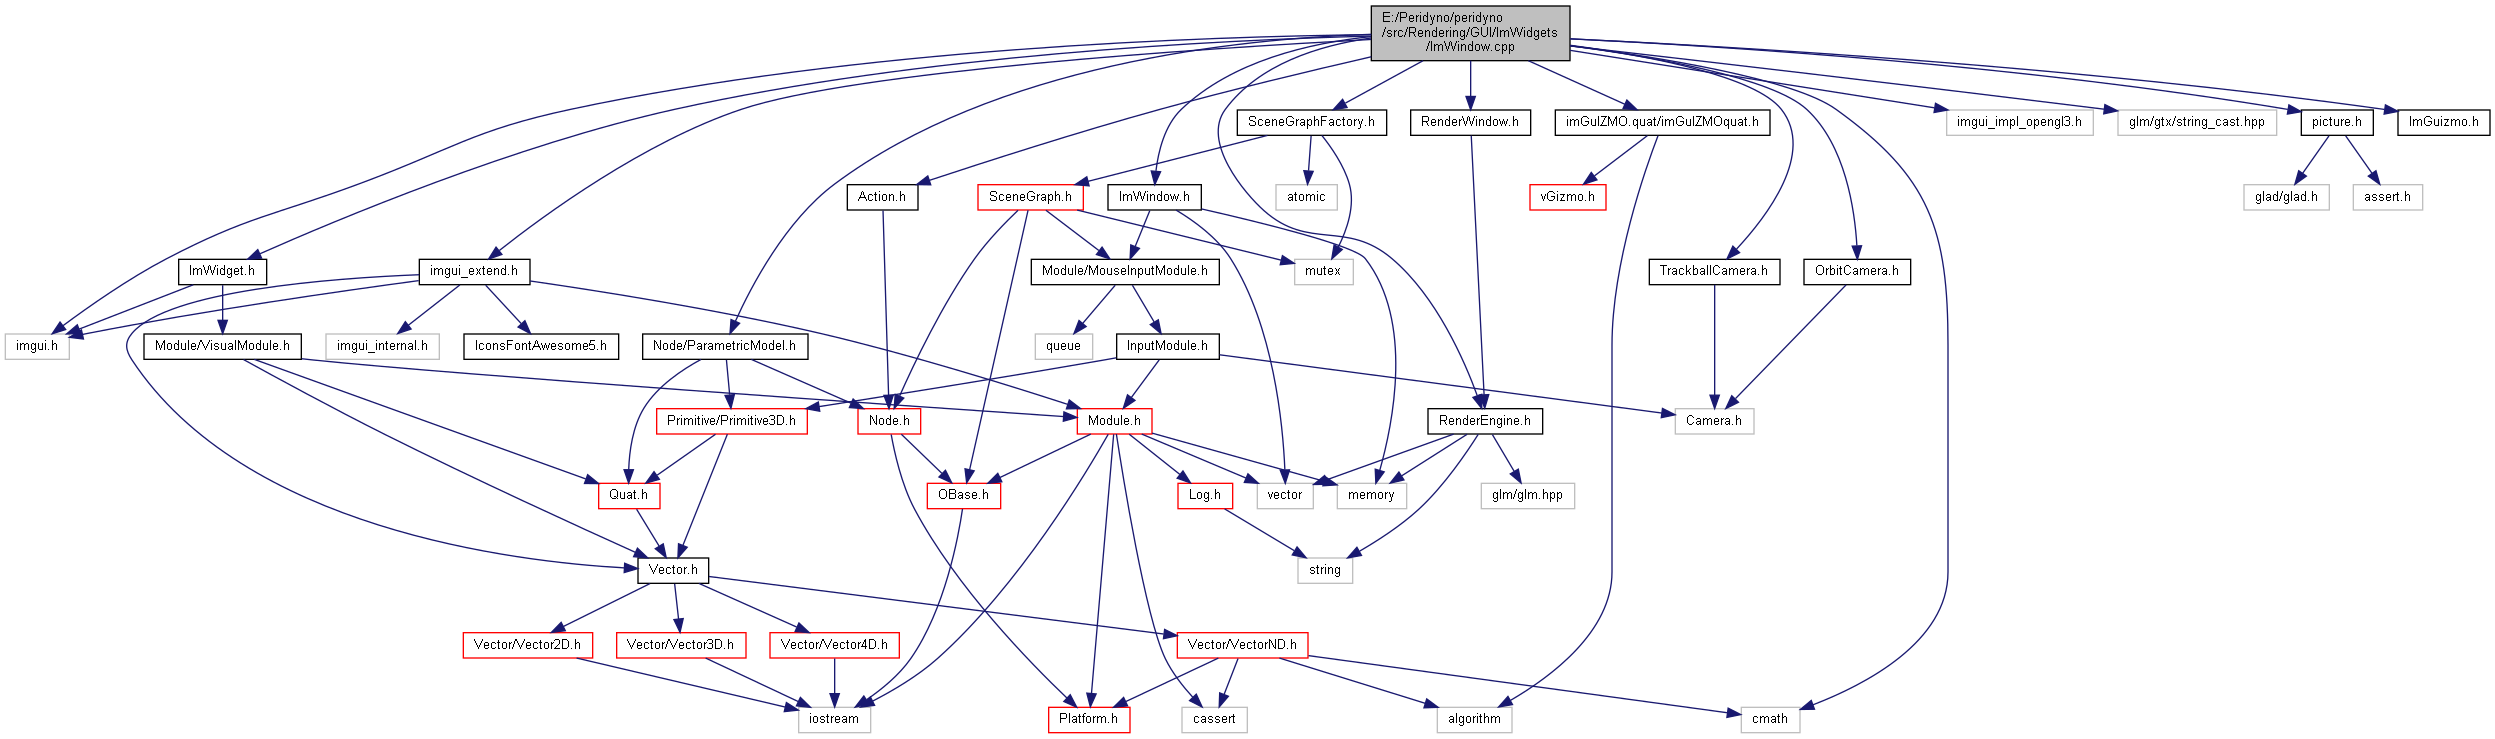 E:/Peridyno/peridyno
/src/Rendering/GUI/ImWidgets
/ImWindow.cpp
SceneGraphFactory.h
RenderWindow.h
imGuIZMO.quat/imGuIZMOquat.h
imgui_impl_opengl3.h
glm/gtx/string_cast.hpp
picture.h
ImGuizmo.h
Action.h
SceneGraph.h
ImWindow.h
atomic
vGizmo.h
glad/glad.h
assert.h
ImWidget.h
imgui_extend.h
Module/MouseInputModule.h
mutex
TrackballCamera.h
OrbitCamera.h
imgui.h
Module/VisualModule.h
imgui_internal.h
IconsFontAwesome5.h
Node/ParametricModel.h
queue
InputModule.h
Primitive/Primitive3D.h
Node.h
Module.h
RenderEngine.h
Camera.h
Quat.h
OBase.h
Log.h
vector
memory
glm/glm.hpp
Vector.h
string
Vector/Vector2D.h
Vector/Vector3D.h
Vector/Vector4D.h
Vector/VectorND.h
iostream
Platform.h
cassert
algorithm
cmath